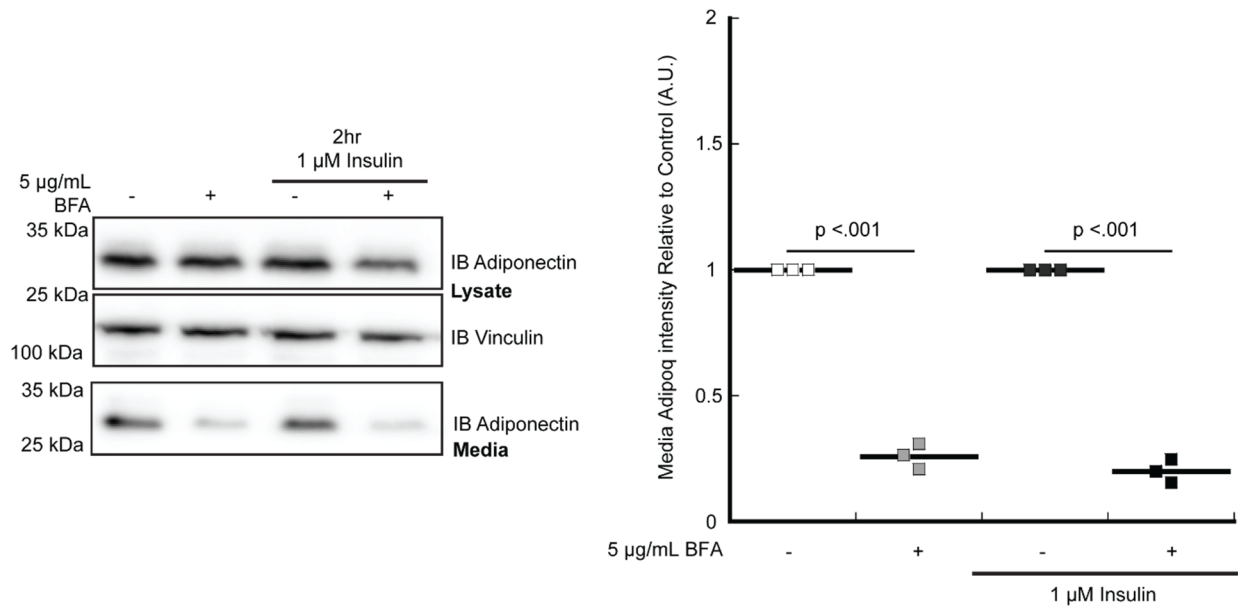 2hr
1 µM Insulin
5 µg/mL
BFA
- + - +
35 kDa
IB Adiponectin
Lysate
25 kDa
IB Vinculin
100 kDa
35 kDa
IB Adiponectin
25 kDa
Media
Media Adipoq intensity Relative to Control (A.U.)
2
1.5
1
0.5
0
p <.001
p <.001
5 µg/mL BFA - + - +
1 µM Insulin